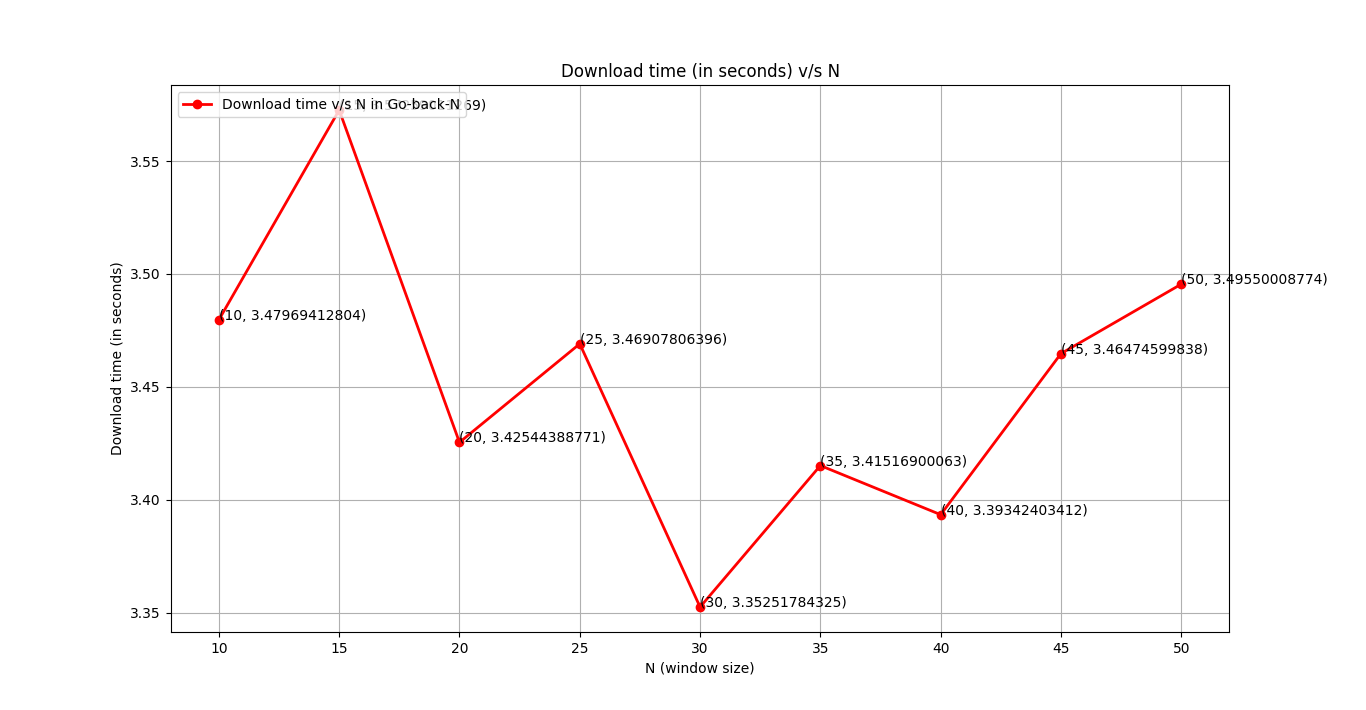 Download time (in seconds) v/s N
Download time v/s N in Go-back-N
69)
3.55
3.50
3.45
3.40
3.35
Download time (in seconds)
(10, 3.47969412804)
(20, 3.42544388771)
(25, 3.46907806396)
(30, 3.35251784325)
(35, 3.41516900063)
(40, 3.39342403412)
(45, 3.46474599838)
(50, 3.49550008774)
10 15 20 25 30 35 40 45 50
N (window size)